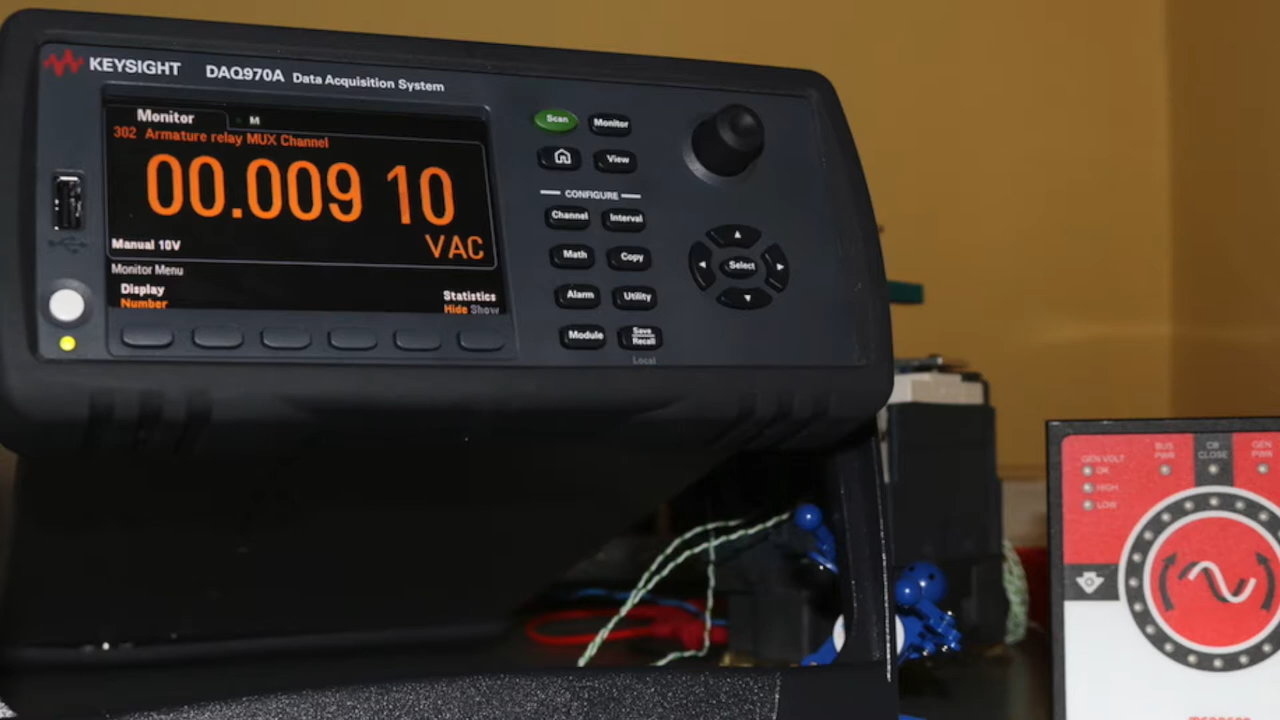 KEYSIGHT DAQ970A Data Acquisition System
Monitor M
302 Armature relay MUX Channel
00.009 10
VAC
Manual 10V
Monitor Menu
Display
Number
Statistics
Hide Show
Scan Monitor
View
CONFIGURE
Channel Interval
Math Copy
Alarm Utility
Module Save Recall
Local
Select
GEN VOLT
OK
HIGH
LOW
BUS PWR
CB CLOSE
GEN PWR